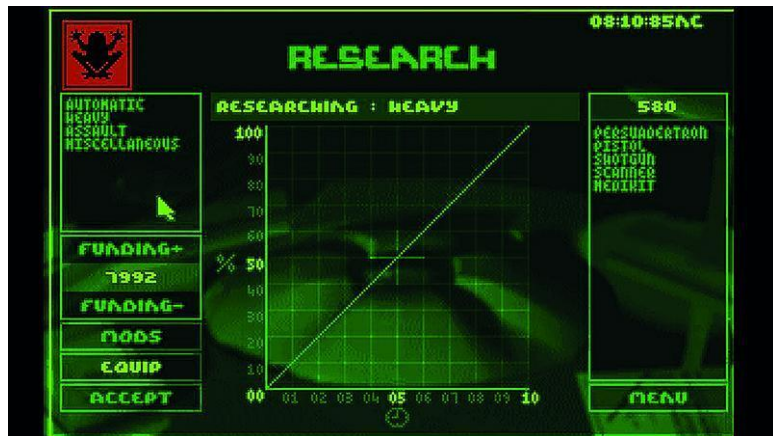 08:10:85NC
RESEARCH
AUTOMATIC
HEAVY
ASSAULT
MISCELLANEOUS
FUNDING+
7992
FUNDING-
MODS
EQUIP
ACCEPT
RESEARCHING : HEAVY
100
90
80
70
60
% 50
40
30
20
10
00 01 02 03 04 05 06 07 08 09 10
580
PERSUADERTRON
PISTOL
SHOTGUN
SCANNER
MEDIKIT
MENU